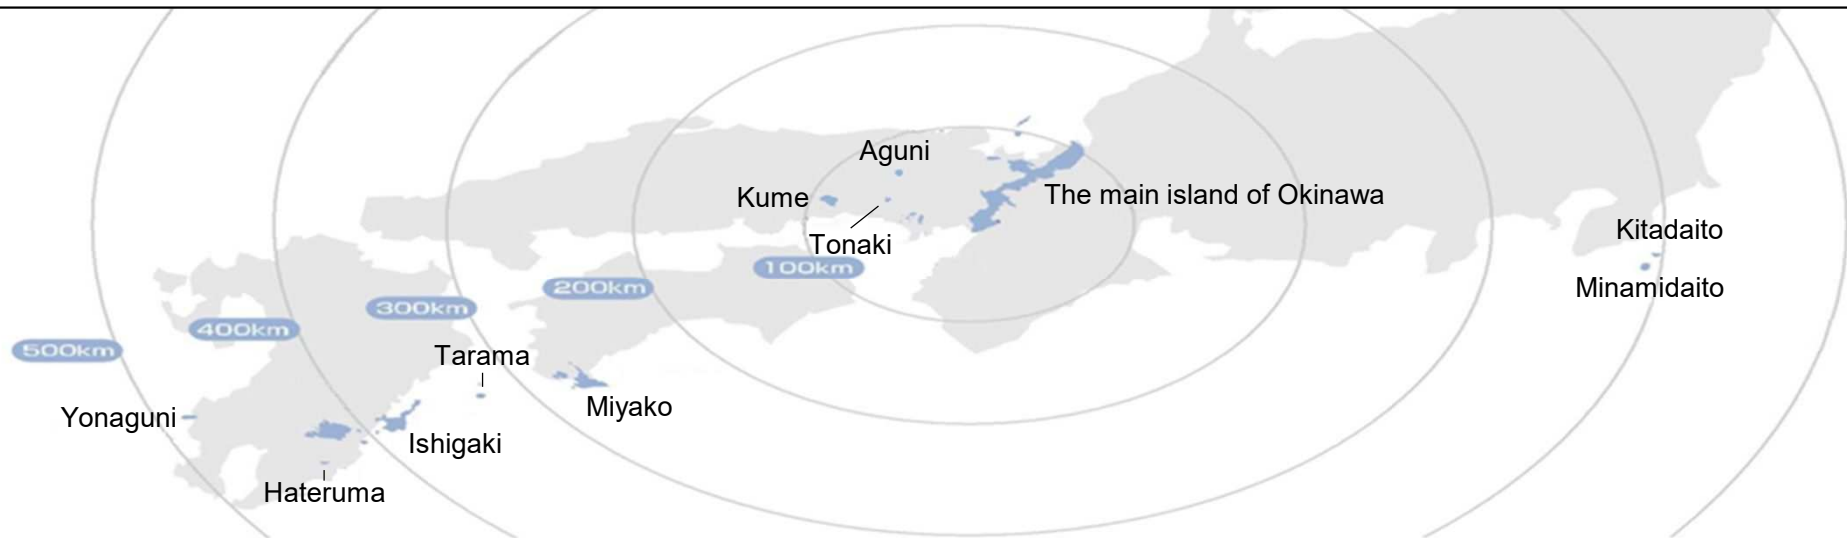 Aguni
Kume
The main island of Okinawa
Tonaki
Kitadaito
Minamidaito
100km
200km
300km
400km
500km
Tarama
Miyako
Yonaguni
Ishigaki
Hateruma